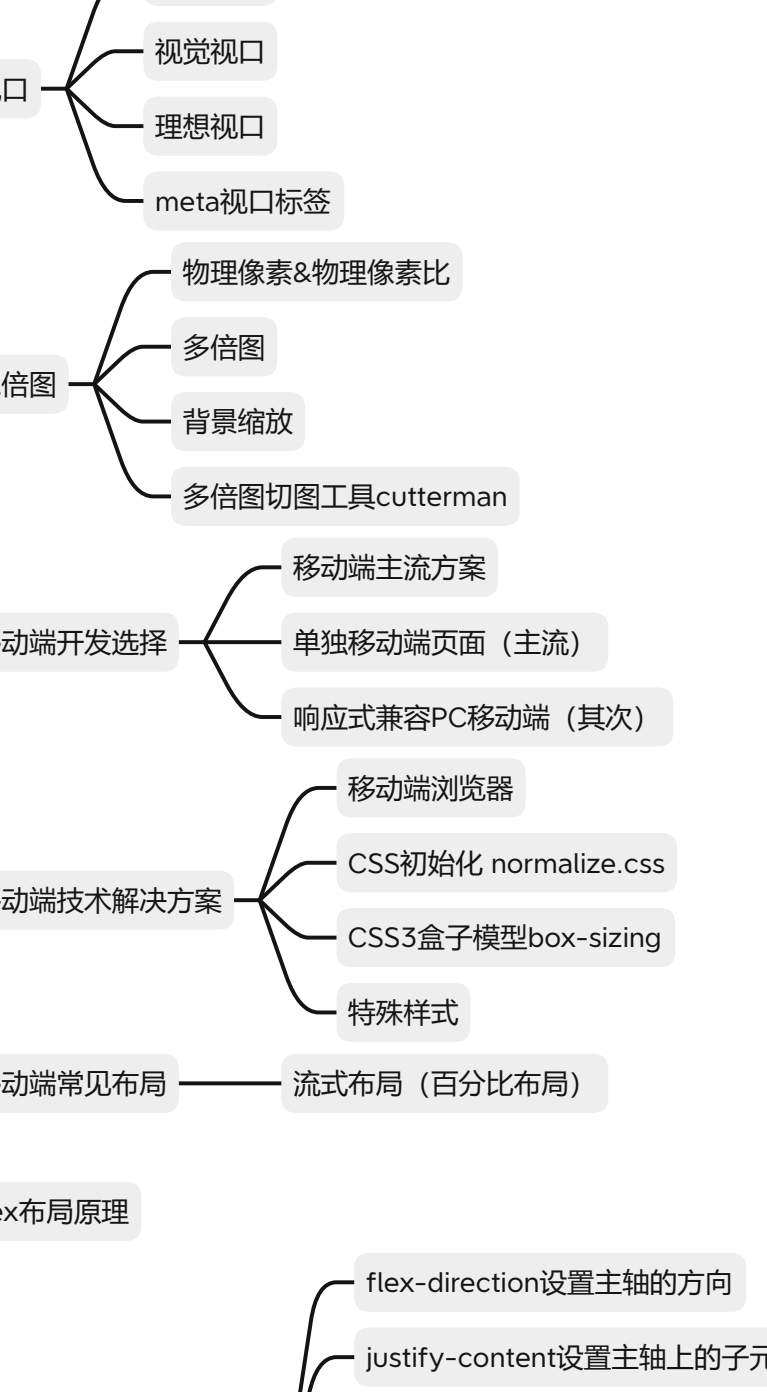 视觉视口
口
理想视口
meta视口标签
物理像素&物理像素比
多倍图
倍图
背景缩放
多倍图切图工具cutterman
移动端主流方案
动端开发选择
单独移动端页面（主流）
响应式兼容PC移动端（其次）
移动端浏览器
CSS初始化 normalize.css
动端技术解决方案
CSS3盒子模型box-sizing
特殊样式
动端常见布局
流式布局（百分比布局）
ex布局原理
flex-direction设置主轴的方向
justify-content设置主轴上的子元